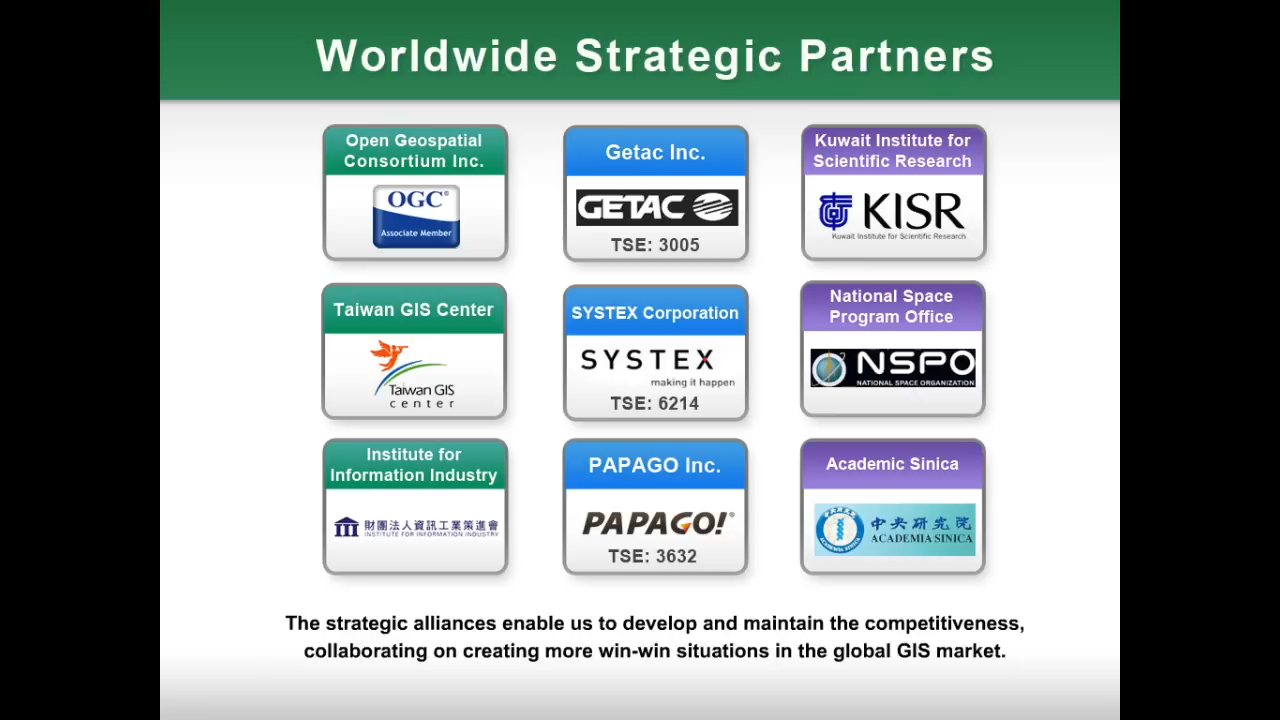 Worldwide Strategic Partners
Open Geospatial
Consortium Inc.
OGC®
Associate Member
Getac Inc.
GETAC
TSE: 3005
Kuwait Institute for
Scientific Research
KISR
Kuwait Institute for Scientific Research
Taiwan GIS Center
Taiwan GIS
center
SYSTEX Corporation
SYSTEX
making it happen
TSE: 6214
National Space
Program Office
NSPO
NATIONAL SPACE ORGANIZATION
Institute for
Information Industry
財團法人資訊工業策進會
INSTITUTE FOR INFORMATION INDUSTRY
PAPAGO Inc.
PAPAGO!®
TSE: 3632
Academic Sinica
中央研究院
ACADEMIA SINICA
The strategic alliances enable us to develop and maintain the competitiveness,
collaborating on creating more win-win situations in the global GIS market.